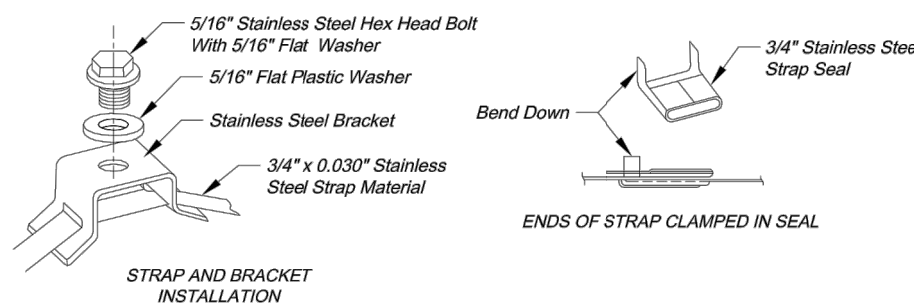 5/16" Stainless Steel Hex Head Bolt
With 5/16" Flat Washer
5/16" Flat Plastic Washer
Stainless Steel Bracket
3/4" x 0.030" Stainless
Steel Strap Material
STRAP AND BRACKET
INSTALLATION
3/4" Stainless Stee
Strap Seal
Bend Down
ENDS OF STRAP CLAMPED IN SEAL